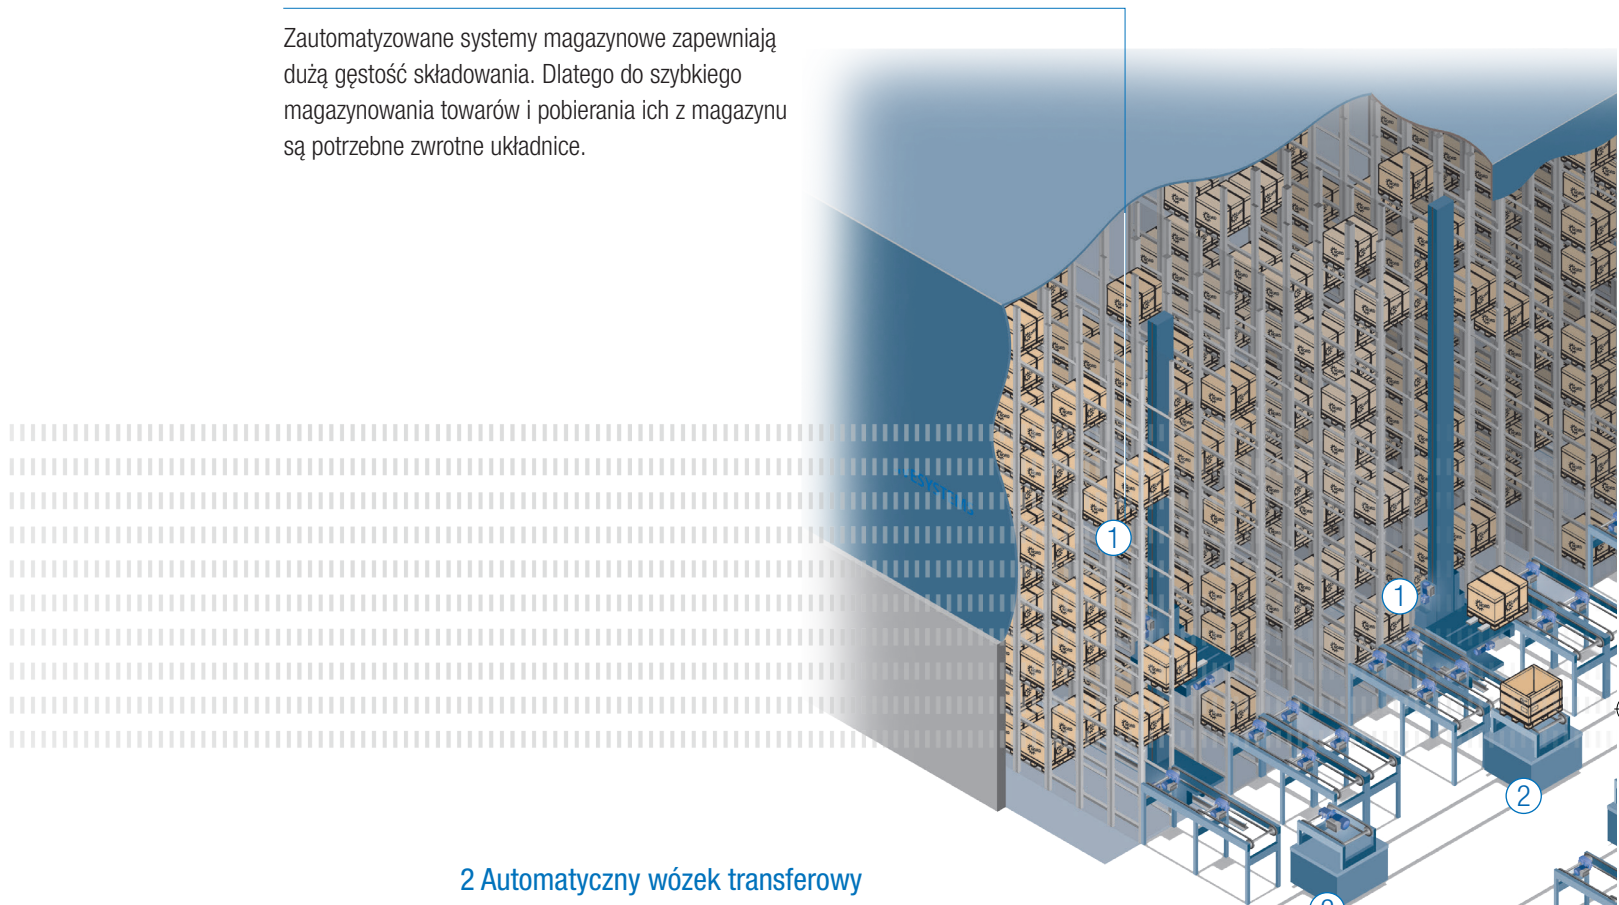 Zautomatyzowane systemy magazynowe zapewniają
dużą gęstość składowania. Dlatego do szybkiego
magazynowania towarów i pobierania ich z magazynu
są potrzebne zwrotne układnice.
1
1
2
2 Automatyczny wózek transferowy